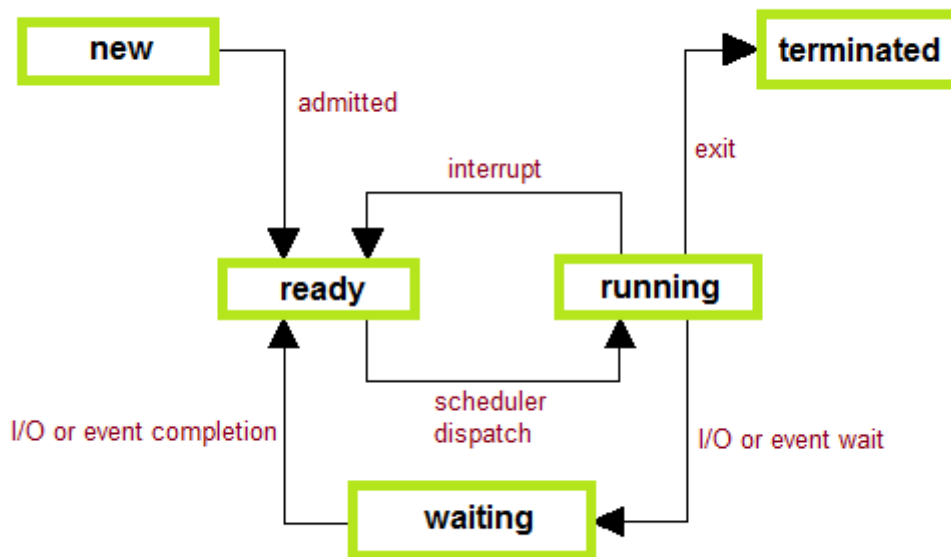 new
terminated
admitted
exit
interrupt
ready
running
scheduler
dispatch
I/O or event completion
I/O or event wait
waiting